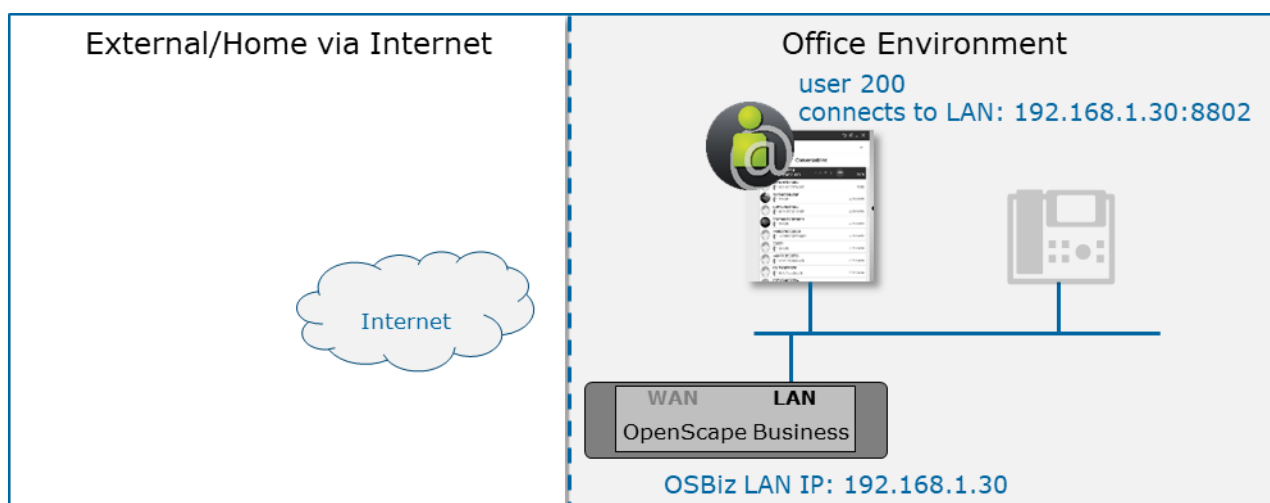 External/Home via Internet
Office Environment
user 200
connects to LAN: 192.168.1.30:8802
@
Conversations
Internet
WAN LAN
OpenScape Business
OSBiz LAN IP: 192.168.1.30